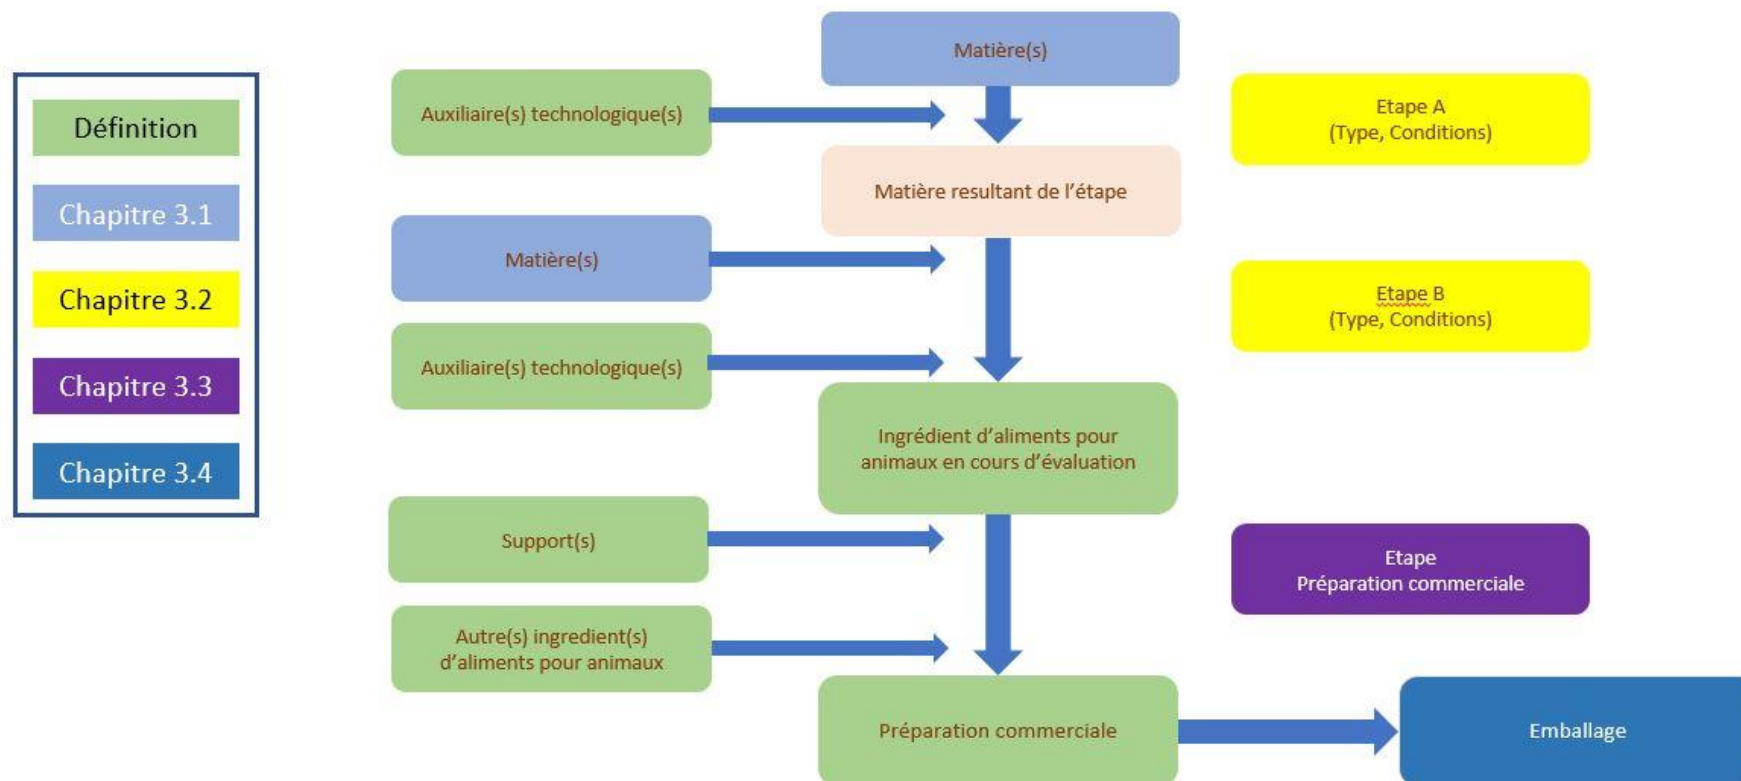 Définition
Chapitre 3.1
Chapitre 3.2
Chapitre 3.3
Chapitre 3.4
Matière(s)
Auxiliaire(s) technologique(s)
Etape A
(Type, Conditions)
Matière resultant de l'étape
Matière(s)
Etape B
(Type, Conditions)
Auxiliaire(s) technologique(s)
Ingrédient d'aliments pour
animaux en cours d'évaluation
Support(s)
Etape
Préparation commerciale
Autre(s) ingredient(s)
d'aliments pour animaux
Préparation commerciale
Emballage